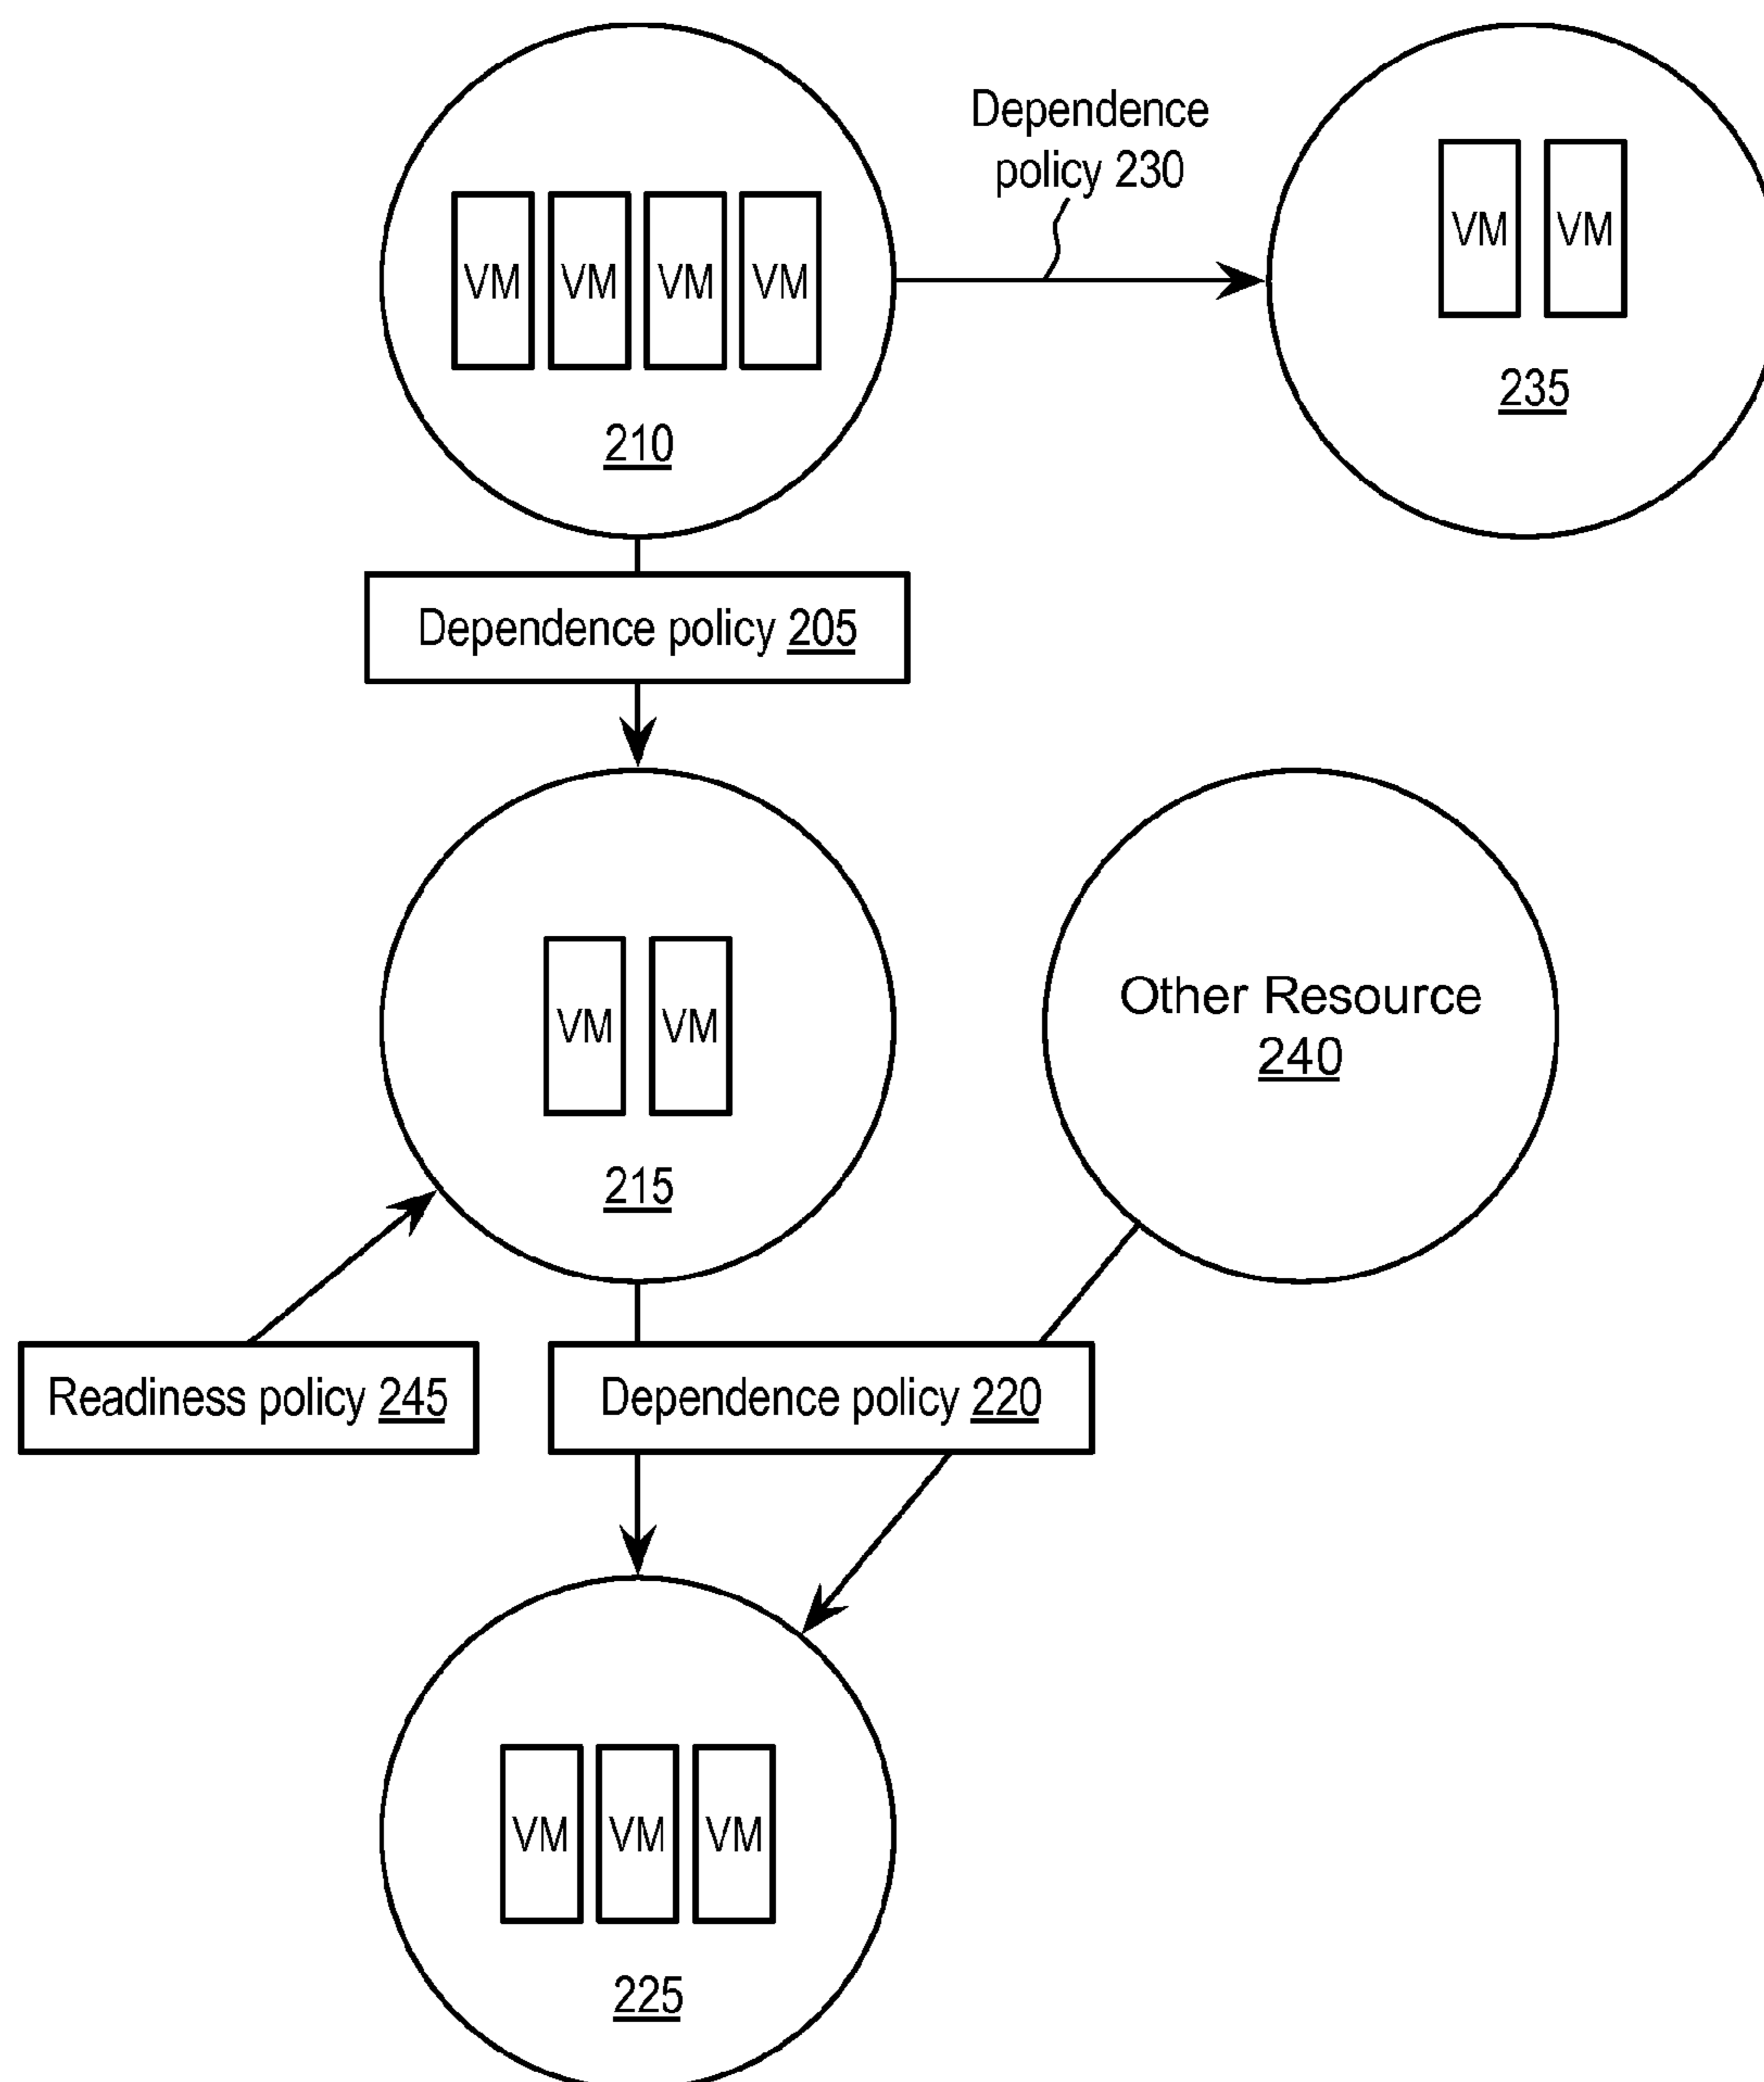 Dependence
policy 230
VM VM VM VM
VM VM
210
235
Dependence policy 205
VM VM
Other Resource
240
215
Readiness policy 245
Dependence policy 220
VM VM VM
225